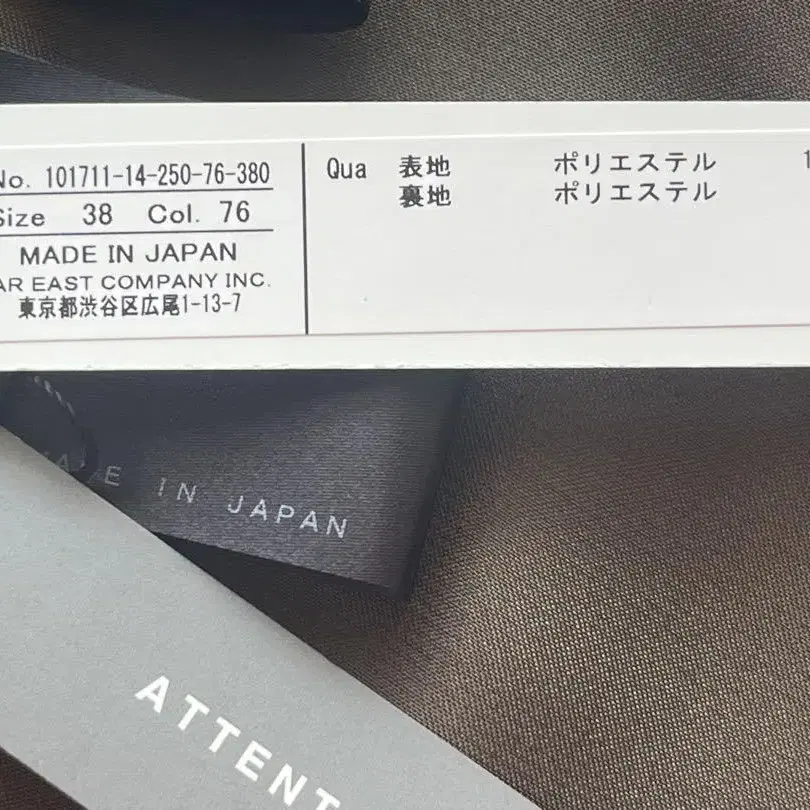 No. 101711-14-250-76-380
Size 38 Col. 76
MADE IN JAPAN
AR EAST COMPANY INC.
東京都渋谷区広尾1-13-7
Qua 表地 ポリエステル 1
裏地 ポリエステル
MADE IN JAPAN
ATTENT